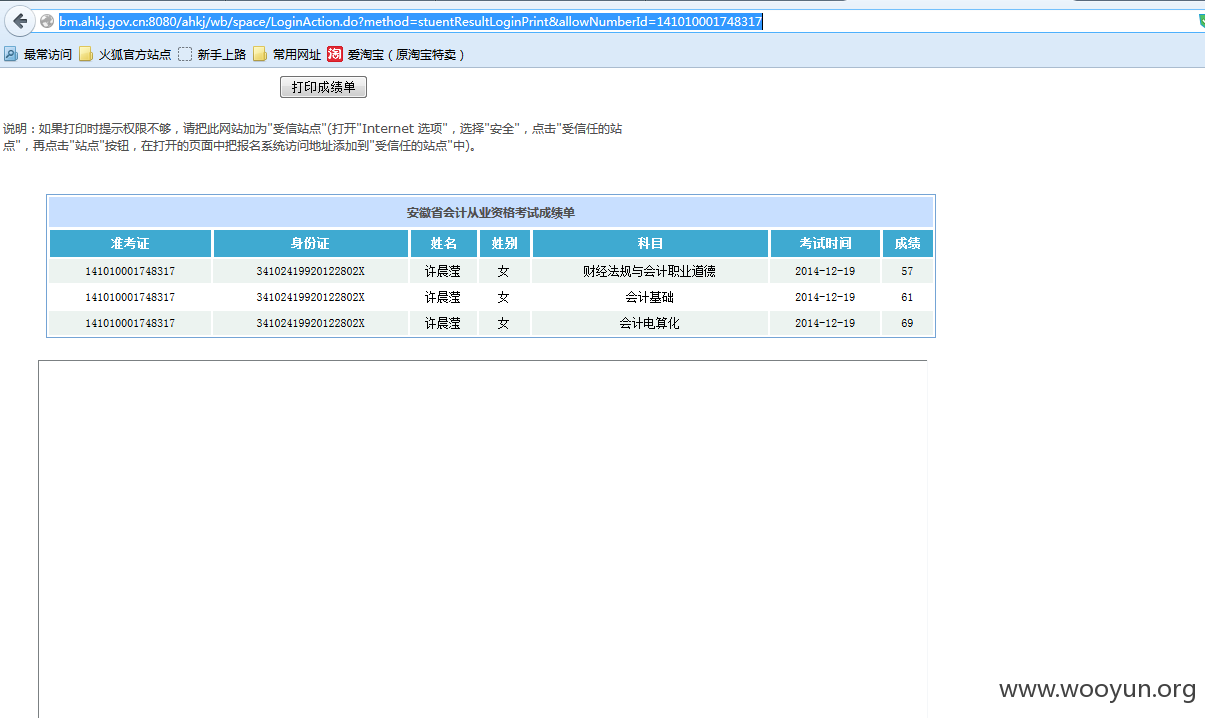 bm.ahkj.gov.cn:8080/ahkj/wb/space/LoginAction.do?method=stuentResultLoginPrint&allowNumberId=141010001748317
最常访问 火狐官方站点 新手上路 常用网址 淘 爱淘宝（原淘宝特卖）
打印成绩单
说明：如果打印时提示权限不够，请把此网站加为"受信站点"(打开"Internet 选项"，选择"安全"，点击"受信任的站
点"，再点击"站点"按钮，在打开的页面中把报名系统访问地址添加到"受信任的站点"中)。
安徽省会计从业资格考试成绩单
准考证 身份证 姓名 姓别 科目 考试时间 成绩
141010001748317 34102419920122802X 许晨莹 女 财经法规与会计职业道德 2014-12-19 57
141010001748317 34102419920122802X 许晨莹 女 会计基础 2014-12-19 61
141010001748317 34102419920122802X 许晨莹 女 会计电算化 2014-12-19 69
www.wooyun.org